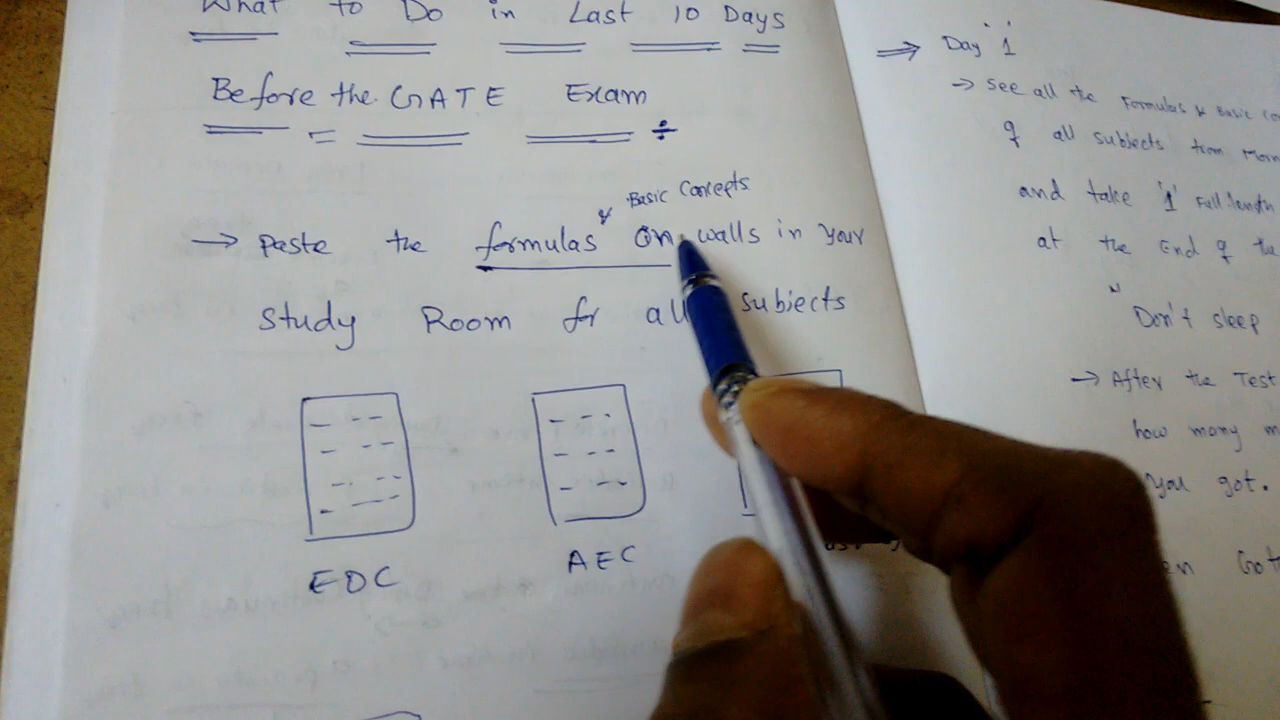 What to Do in Last 10 Days
Before the GATE Exam ÷
& Basic Concepts
→ paste the formulas on walls in your
study Room for all subjects
EDC
AEC
⇒ Day '1'
→ see all the Formulas & Basic
of all subjects from
and take '1' Full length
at the End of the
"Don't sleep
→ After the Test
how many
you got.